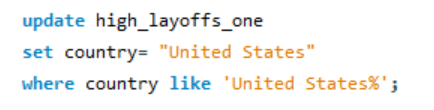 update high_layoffs_one
set country= "United States"
where country like 'United States%';